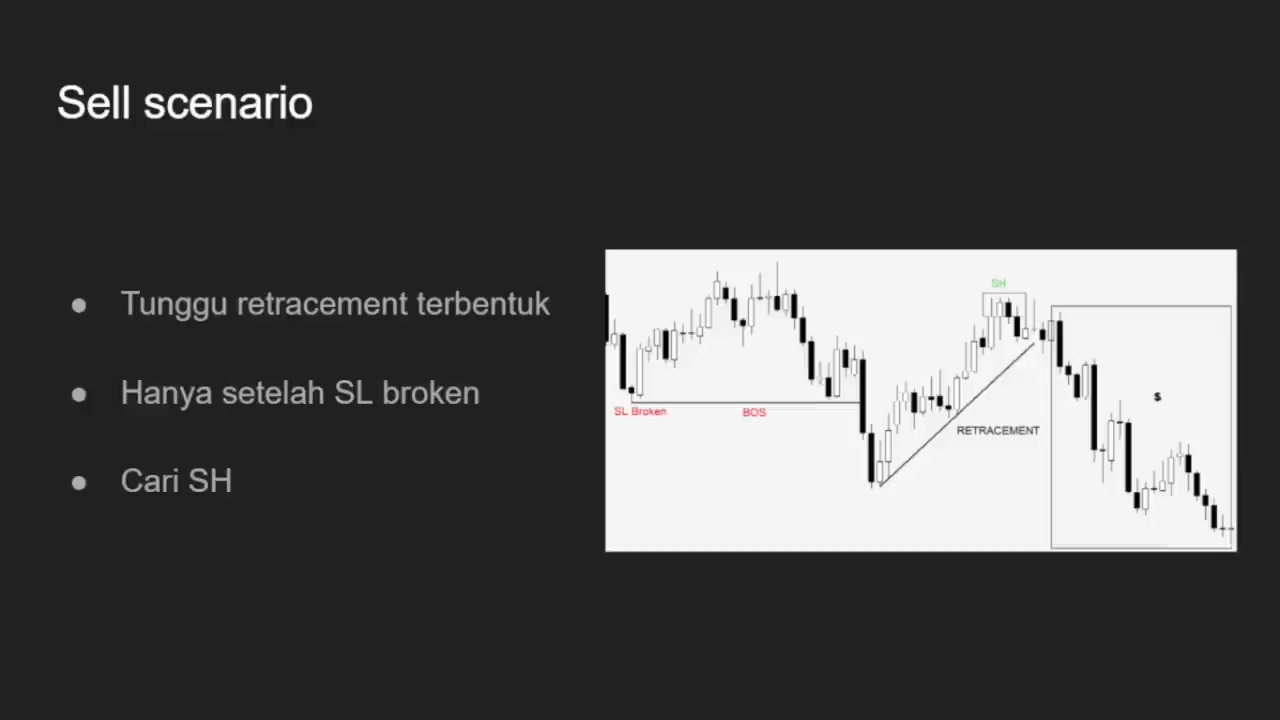 Sell scenario
● Tunggu retracement terbentuk
● Hanya setelah SL broken
● Cari SH
SH
$
SL Broken
BOS
RETRACEMENT